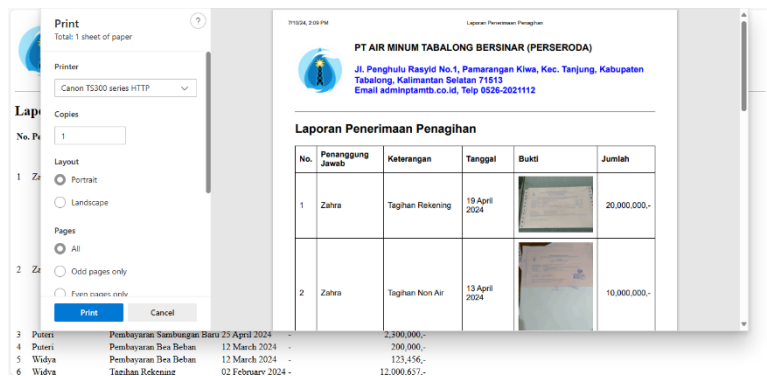 Print
Total: 1 sheet of paper
?
Printer
Canon TS300 series HTTP
Copies
1
Layout
Portrait
Landscape
Pages
All
Odd pages only
Even pages only
Print Cancel
7/10/24, 2:09 PM Laporan Penerimaan Penagihan
PT AIR MINUM TABALONG BERSINAR (PERSERODA)
Jl. Penghulu Rasyid No.1, Pamarangan Kiwa, Kec. Tanjung, Kabupaten
Tabalong, Kalimantan Selatan 71513
Email adminptamtb.co.id, Telp 0526-2021112
Laporan Penerimaan Penagihan
No. Penanggung Jawab Keterangan Tanggal Bukti Jumlah
1 Zahra Tagihan Rekening 19 April 2024 20,000,000,-
2 Zahra Tagihan Non Air 13 April 2024 10,000,000,-
Lap
No. Pe
1 Za
2 Za
3 Puteri Pembayaran Sambungan Baru 25 April 2024 - 2,300,000,-
4 Puteri Pembayaran Bea Beban 12 March 2024 - 200,000,-
5 Widya Pembayaran Bea Beban 12 March 2024 - 123,456,-
6 Widya Tagihan Rekening 02 February 2024 - 12,000,657,-